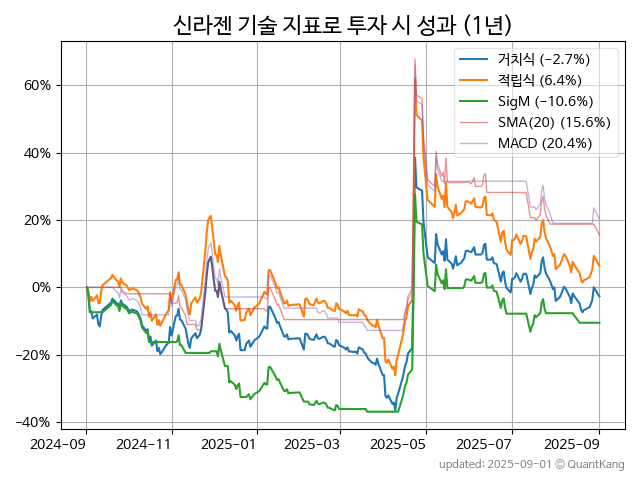 신라젠 기술 지표로 투자 시 성과 (1년)
거치식 (−2.7%)
적립식 (6.4%)
SigM (−10.6%)
SMA(20) (15.6%)
MACD (20.4%)
60%
40%
20%
0%
−20%
−40%
2024-09 2024-11 2025-01 2025-03 2025-05 2025-07 2025-09
updated: 2025-09-01 © QuantKang